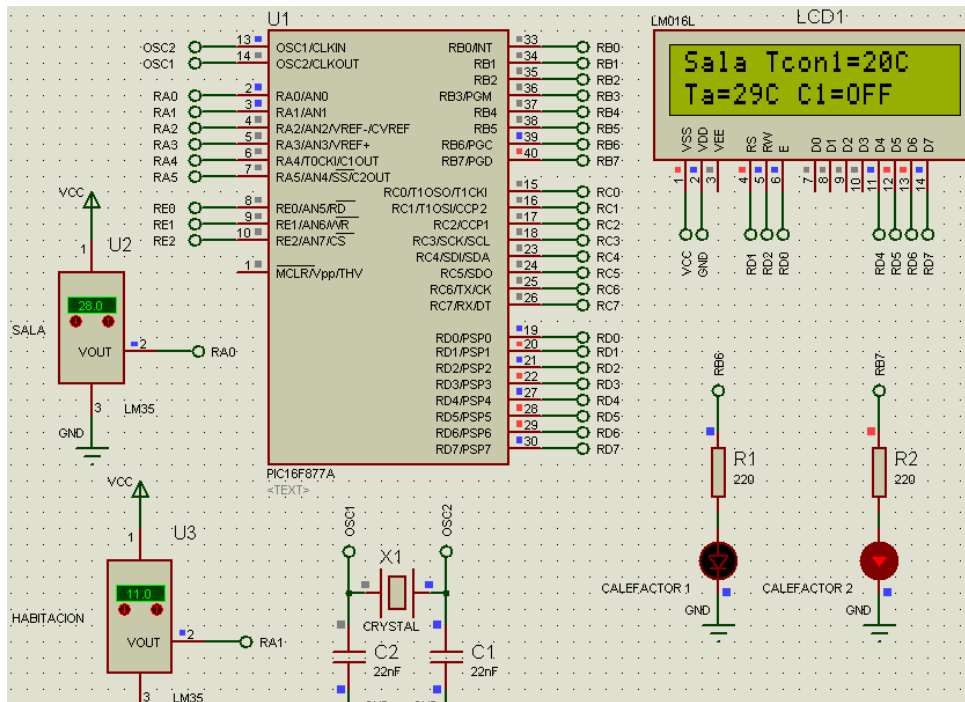 U1
OSC2 13 OSC1/CLKIN
OSC1 14 OSC2/CLKOUT
RA0 2 RA0/AN0
RA1 3 RA1/AN1
RA2 4 RA2/AN2/VREF-/CVREF
RA3 5 RA3/AN3/VREF+
RA4 6 RA4/T0CKI/C1OUT
RA5 7 RA5/AN4/SS/C2OUT
RE0 8 RE0/AN5/RD
RE1 9 RE1/AN6/WR
RE2 10 RE2/AN7/CS
1 MCLR/Vpp/THV
RB0/INT 33 RB0
RB1 34 RB1
RB2 35 RB2
RB3/PGM 36 RB3
RB4 37 RB4
RB5 38 RB5
RB6/PGC 39 RB6
RB7/PGD 40 RB7
RC0/T1OSO/T1CKI 15 RC0
RC1/T1OSI/CCP2 16 RC1
RC2/CCP1 17 RC2
RC3/SCK/SCL 18 RC3
RC4/SDI/SDA 23 RC4
RC5/SDO 24 RC5
RC6/TX/CK 25 RC6
RC7/RX/DT 26 RC7
RD0/PSP0 19 RD0
RD1/PSP1 20 RD1
RD2/PSP2 21 RD2
RD3/PSP3 22 RD3
RD4/PSP4 27 RD4
RD5/PSP5 28 RD5
RD6/PSP6 29 RD6
RD7/PSP7 30 RD7
PIC16F877A
<TEXT>
LCD1
LM016L
Sala Tcon1=20C
Ta=29C C1=OFF
VSS VDD VEE RS RW E D0 D1 D2 D3 D4 D5 D6 D7
1 2 3 4 5 6 7 8 9 10 11 12 13 14
VCC GND RD1 RD2 RD0 RD4 RD5 RD6 RD7
VCC
1
U2
28.0
SALA
VOUT
2
RA0
3
LM35
GND
VCC
1
U3
11.0
HABITACION
VOUT
2
RA1
3
LM35
OSC1
OSC2
X1
CRYSTAL
C2
22nF
C1
22nF
RB6
R1
220
CALEFACTOR 1
GND
RB7
R2
220
CALEFACTOR 2
GND